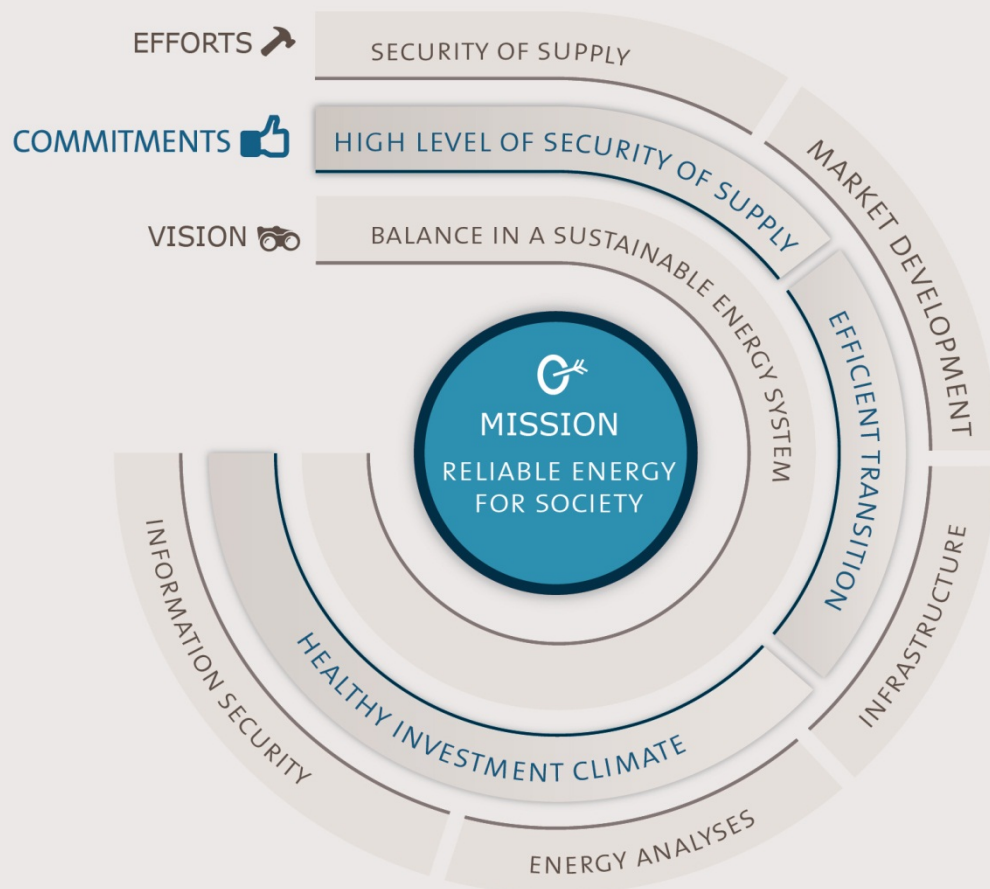 EFFORTS
SECURITY OF SUPPLY
MARKET DEVELOPMENT
INFRASTRUCTURE
ENERGY ANALYSES
INFORMATION SECURITY
COMMITMENTS
HIGH LEVEL OF SECURITY OF SUPPLY
EFFICIENT TRANSITION
HEALTHY INVESTMENT CLIMATE
VISION
BALANCE IN A SUSTAINABLE ENERGY SYSTEM
MISSION
RELIABLE ENERGY
FOR SOCIETY